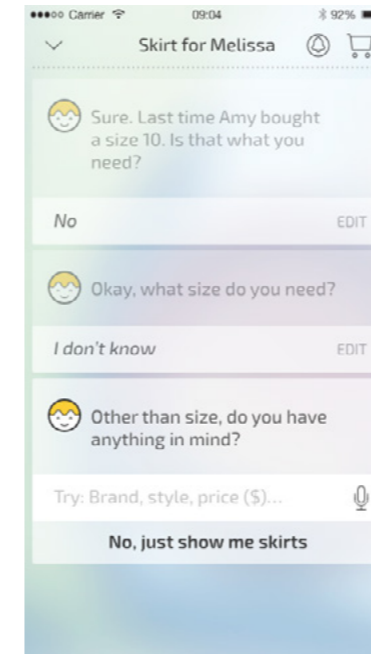 Carrier 09:04 92%
Skirt for Melissa
Sure. Last time Amy bought
a size 10. Is that what you
need?
No EDIT
Okay, what size do you need?
I don't know EDIT
Other than size, do you have
anything in mind?
Try: Brand, style, price ($)...
No, just show me skirts